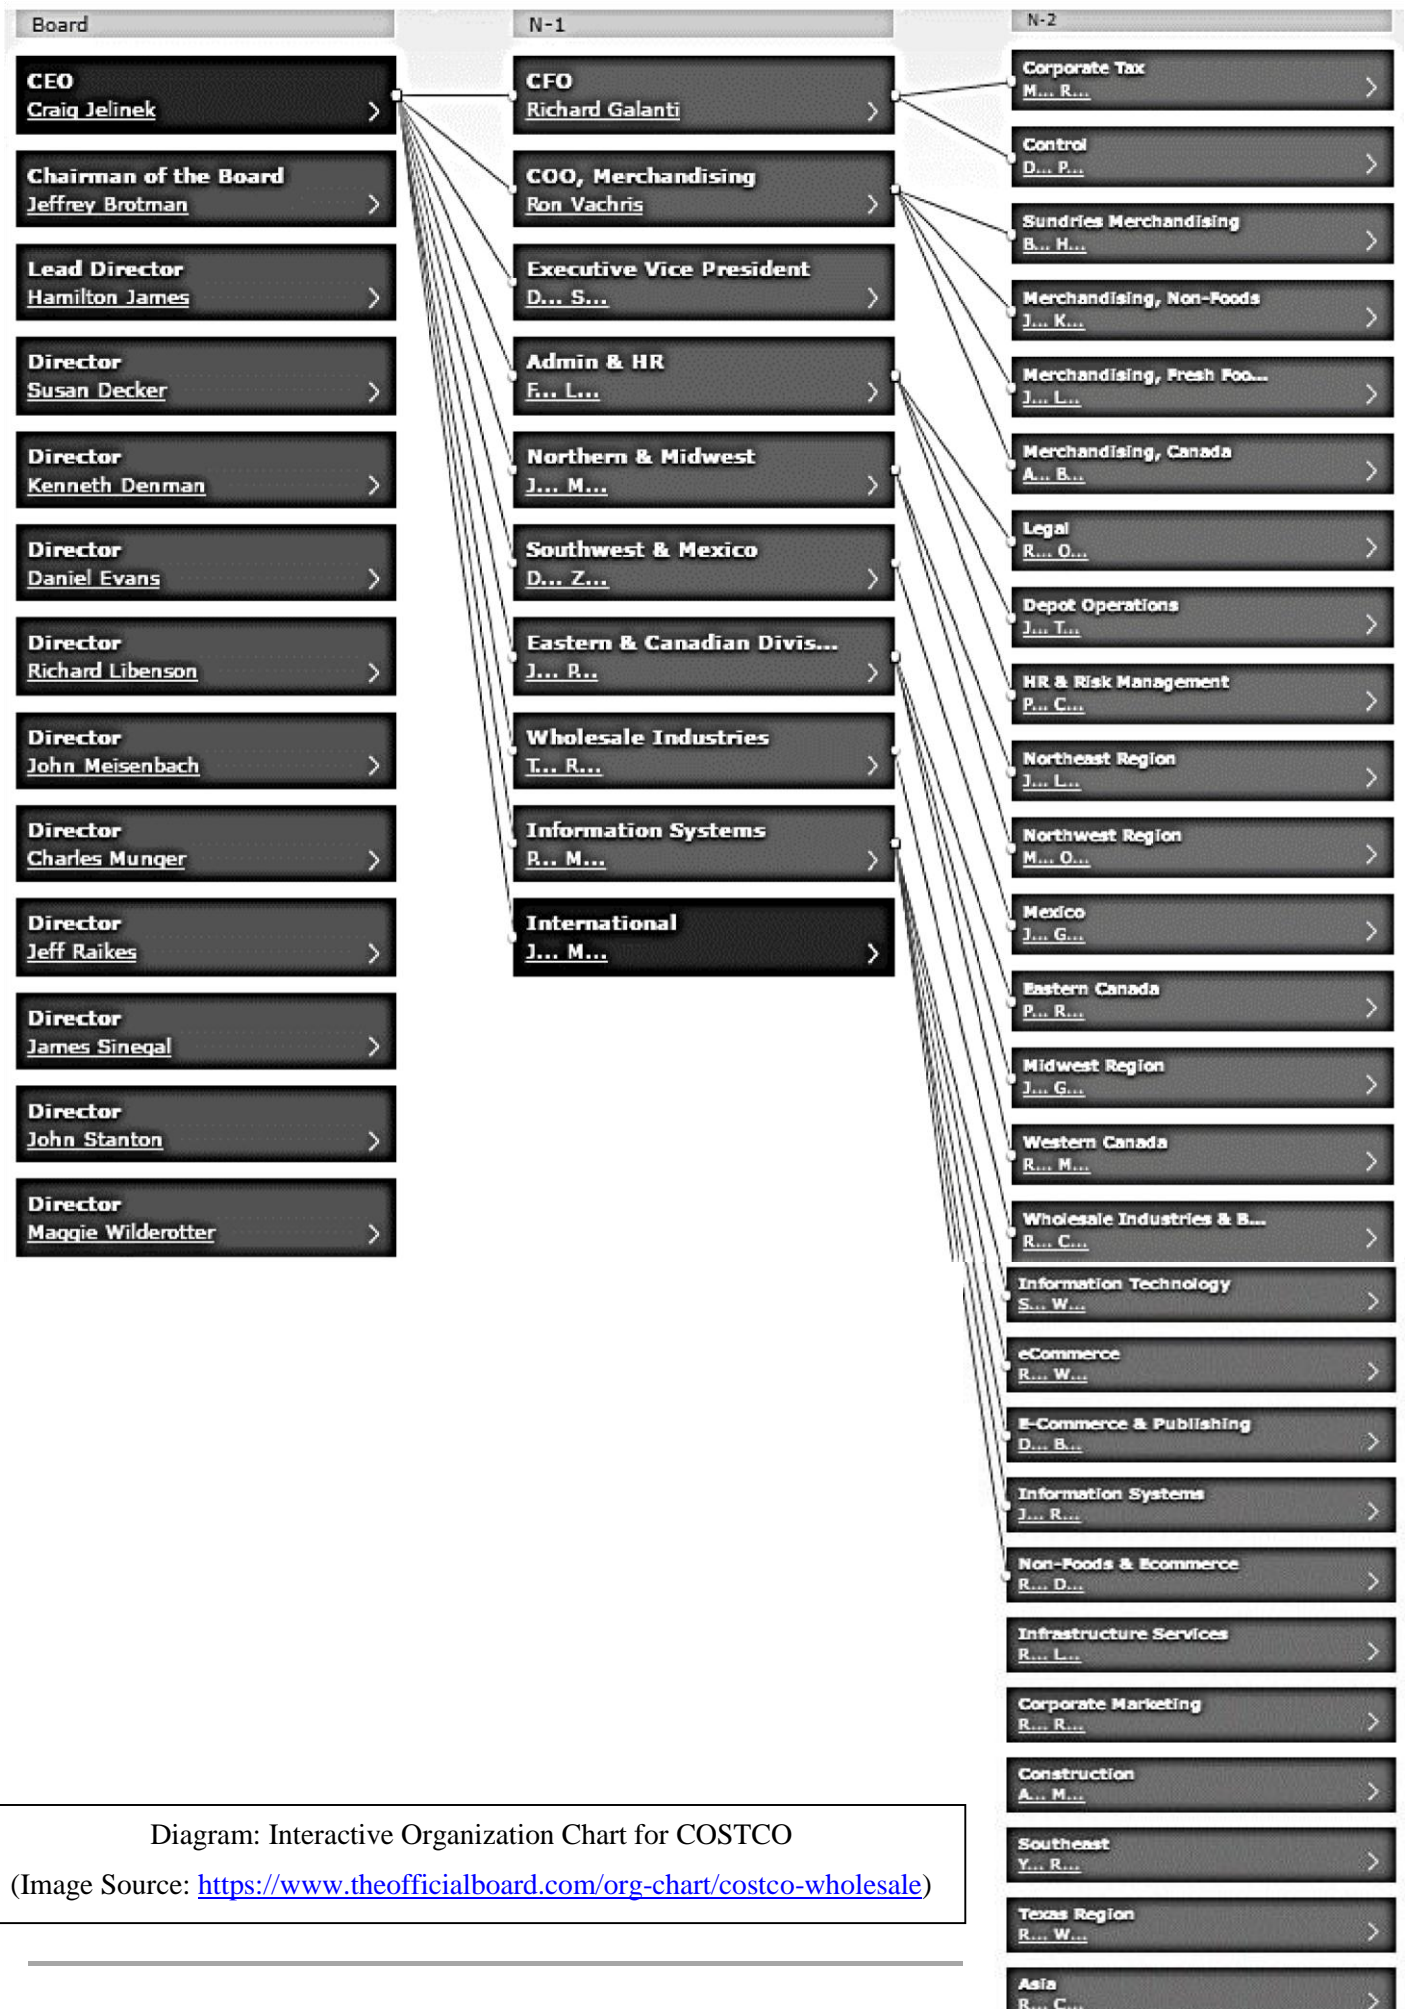 Board
CEO
Craig Jelinek
Chairman of the Board
Jeffrey Brotman
Lead Director
Hamilton James
Director
Susan Decker
Director
Kenneth Denman
Director
Daniel Evans
Director
Richard Libenson
Director
John Meisenbach
Director
Charles Munger
Director
Jeff Raikes
Director
James Sinegal
Director
John Stanton
Director
Maggie Wilderotter
N-1
CFO
Richard Galanti
COO, Merchandising
Ron Vachris
Executive Vice President
D... S...
Admin & HR
F... L...
Northern & Midwest
J... M...
Southwest & Mexico
D... Z...
Eastern & Canadian Divis...
J... P...
Wholesale Industries
T... R...
Information Systems
P... M...
International
J... M...
N-2
Corporate Tax
M... R...
Control
D... P...
Sundries Merchandising
B... H...
Merchandising, Non-Foods
J... K...
Merchandising, Fresh Foo...
J... L...
Merchandising, Canada
A... B...
Legal
R... O...
Depot Operations
J... T...
HR & Risk Management
P... C...
Northeast Region
J... L...
Northwest Region
M... O...
Mexico
J... G...
Eastern Canada
P... R...
Midwest Region
J... G...
Western Canada
R... M...
Wholesale Industries & B...
R... C...
Information Technology
S... W...
eCommerce
R... W...
E-Commerce & Publishing
D... B...
Information Systems
J... R...
Non-Foods & Ecommerce
R... D...
Infrastructure Services
R... L...
Corporate Marketing
R... R...
Construction
A... M...
Southeast
Y... R...
Texas Region
R... W...
Asia
R... C...
Diagram: Interactive Organization Chart for COSTCO
(Image Source: https://www.theofficialboard.com/org-chart/costco-wholesale)